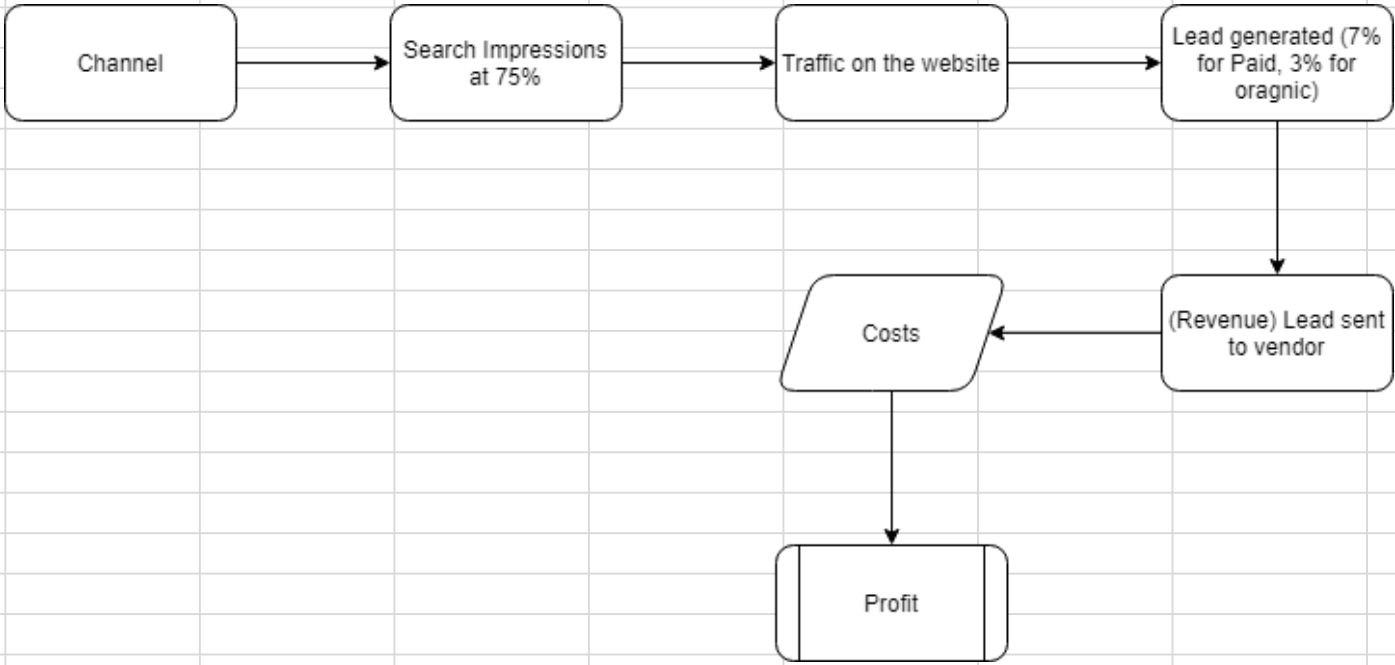 Channel
Search Impressions
at 75%
Traffic on the website
Lead generated (7%
for Paid, 3% for
oragnic)
(Revenue) Lead sent
to vendor
Costs
Profit